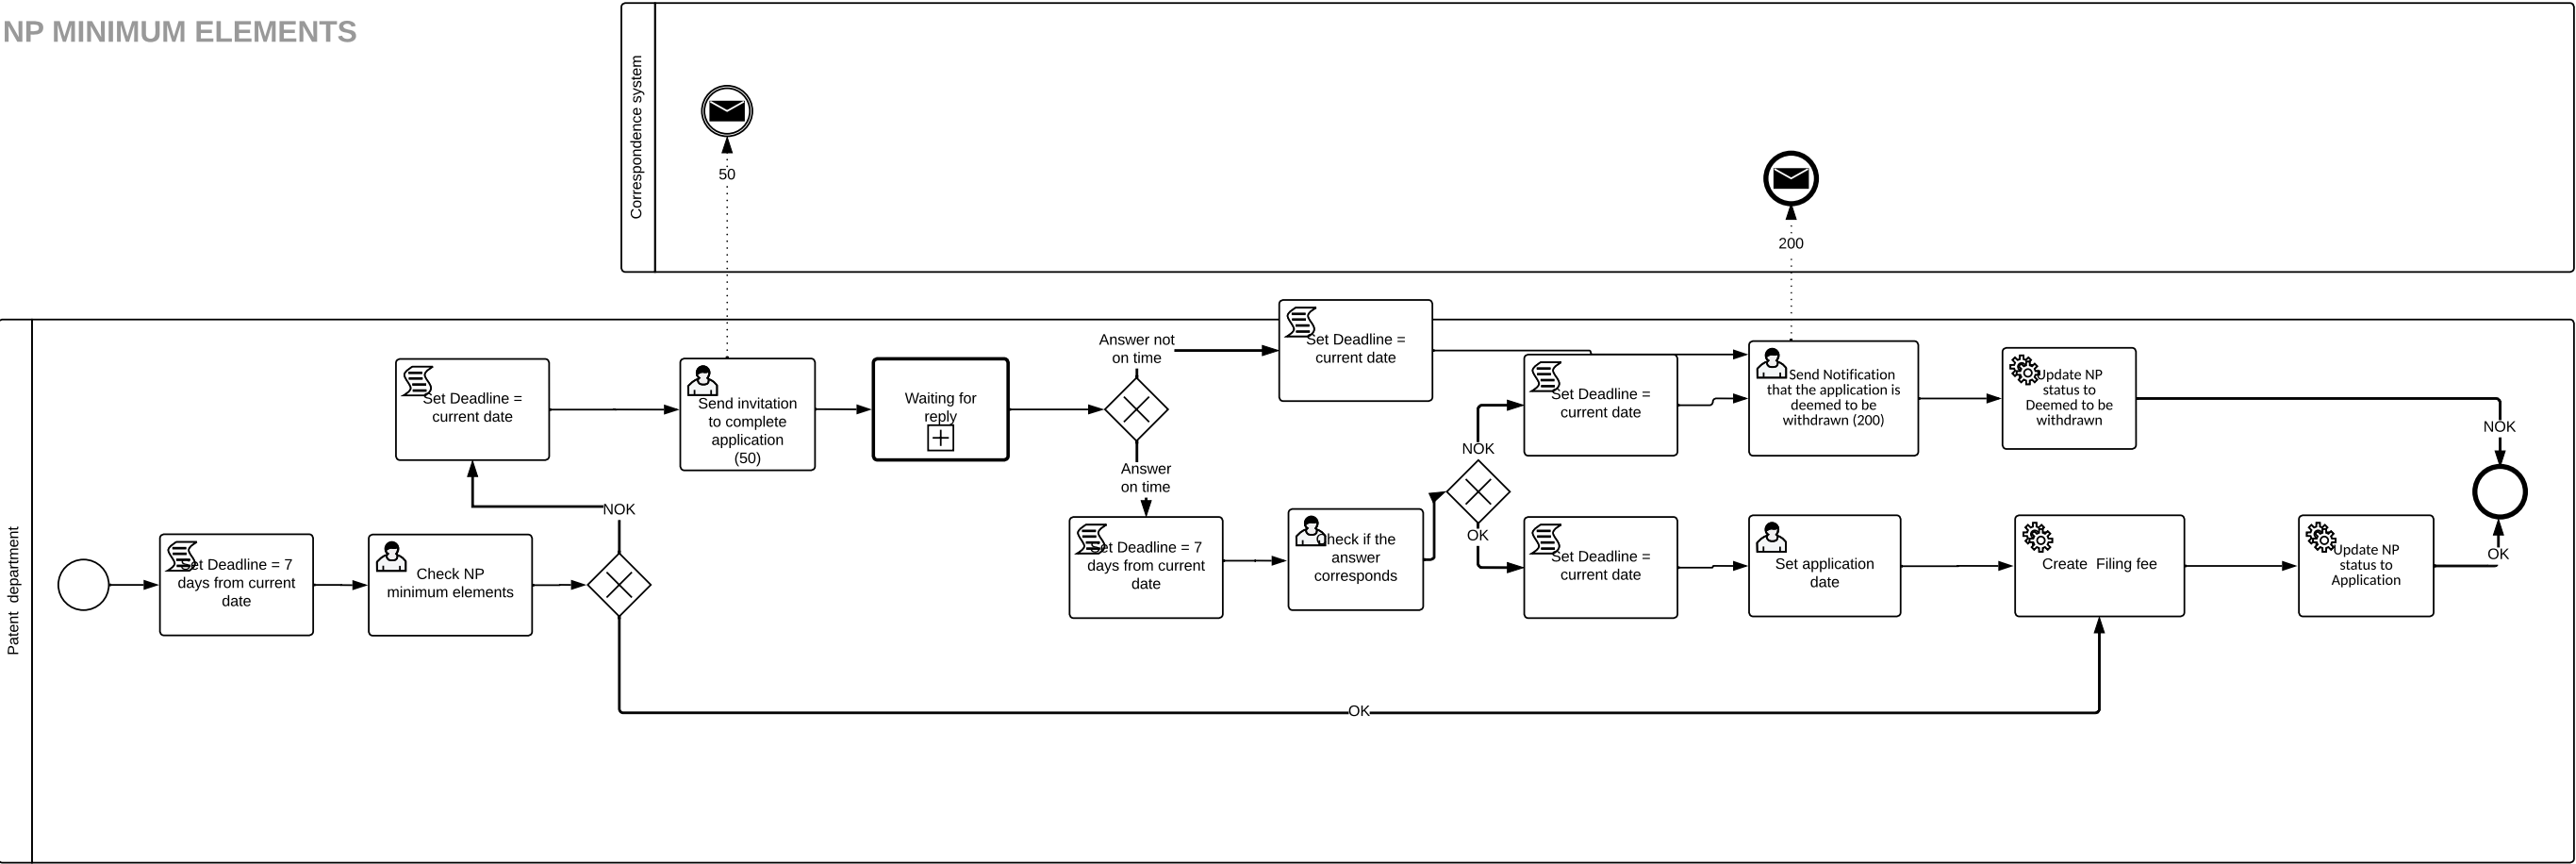 NP MINIMUM ELEMENTS
Correspondence system
50
200
Patent department
Set Deadline = 7
days from current
date
Check NP
minimum elements
NOK
Set Deadline =
current date
Send invitation
to complete
application
(50)
Waiting for
reply
Answer not
on time
Answer
on time
Set Deadline =
current date
Set Deadline = 7
days from current
date
Check if the
answer
corresponds
NOK
OK
Set Deadline =
current date
Set Deadline =
current date
Send Notification
that the application is
deemed to be
withdrawn (200)
Update NP
status to
Deemed to be
withdrawn
NOK
Set application
date
Create  Filing fee
Update NP
status to
Application
OK
OK